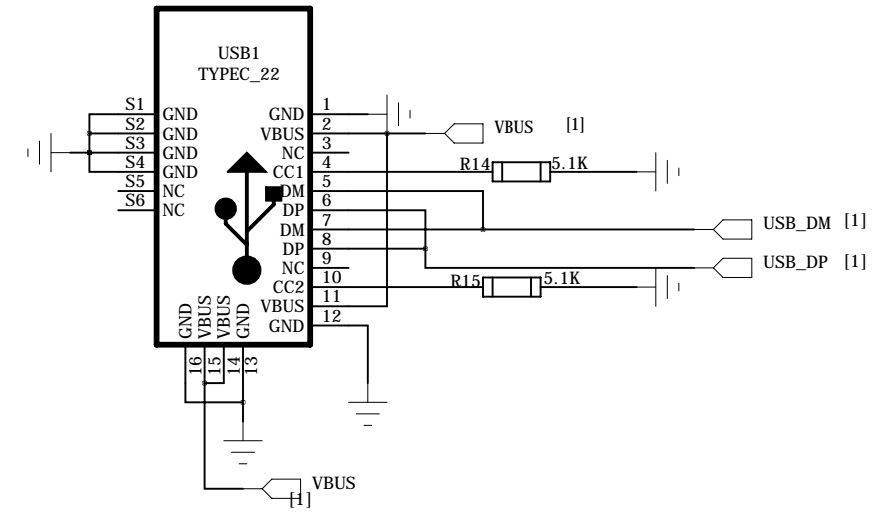 USB1
TYPEC_22
S1 GND GND 1
S2 GND VBUS 2 VBUS [1]
S3 GND NC 3
S4 GND CC1 4 R14 5.1K
S5 NC DM 5
S6 NC DP 6
DM 7 USB_DM [1]
DP 8
NC 9 USB_DP [1]
CC2 10 R15 5.1K
VBUS 11
GND 12
GND VBUS VBUS GND
16 15 14 13
VBUS
[1]